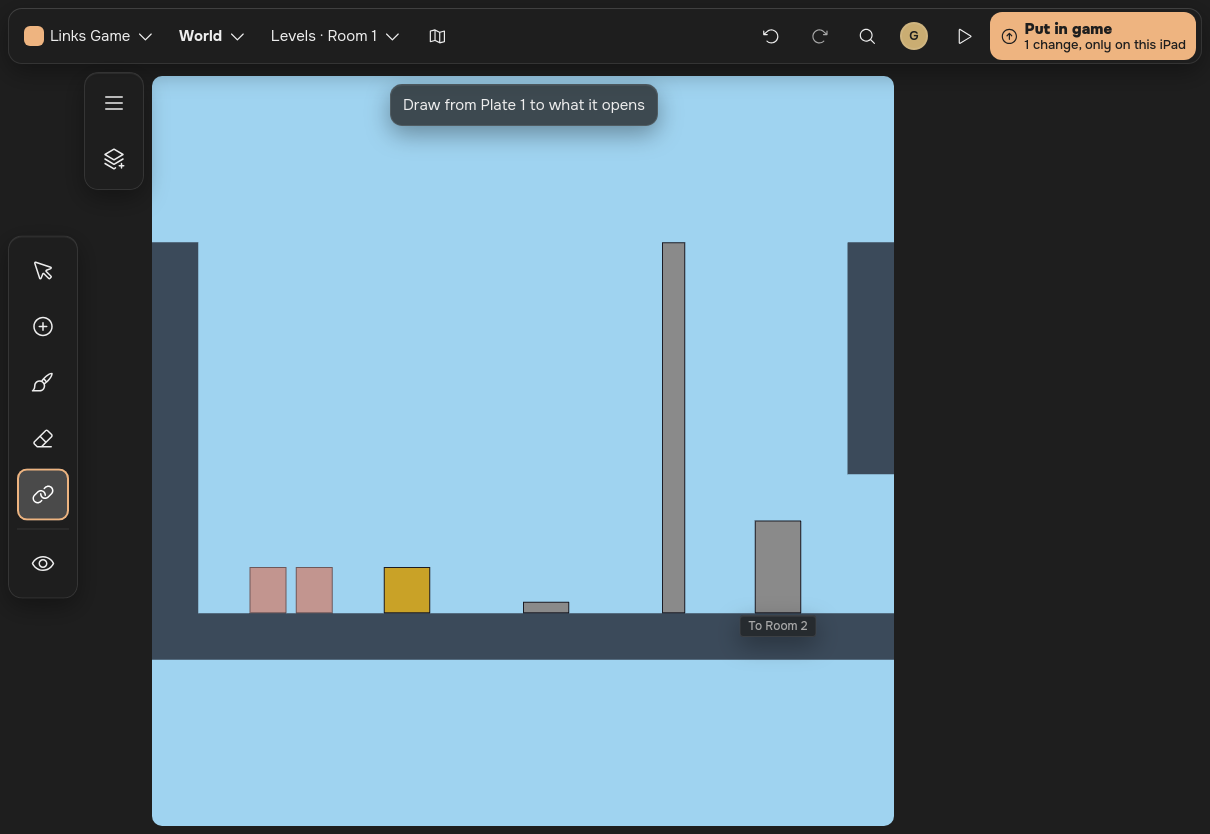 Links Game
World
Levels · Room 1
G
Put in game
1 change, only on this iPad
Draw from Plate 1 to what it opens
To Room 2